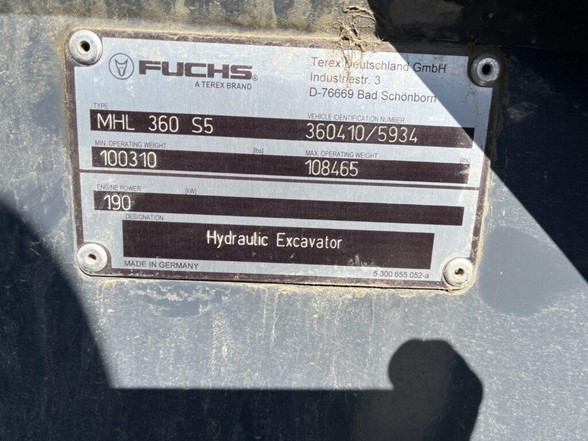 FUCHS®
A TEREX BRAND
Terex Deutschland GmbH
Industriestr. 3
D-76669 Bad Schönborn
TYPE
VEHICLE IDENTIFICATION NUMBER
MHL 360 S5
360410/5934
MIN. OPERATING WEIGHT [lbs]
MAX. OPERATING WEIGHT
100310
108465
ENGINE POWER [kW]
190
DESIGNATION
Hydraulic Excavator
MADE IN GERMANY
5 300 655 052-a